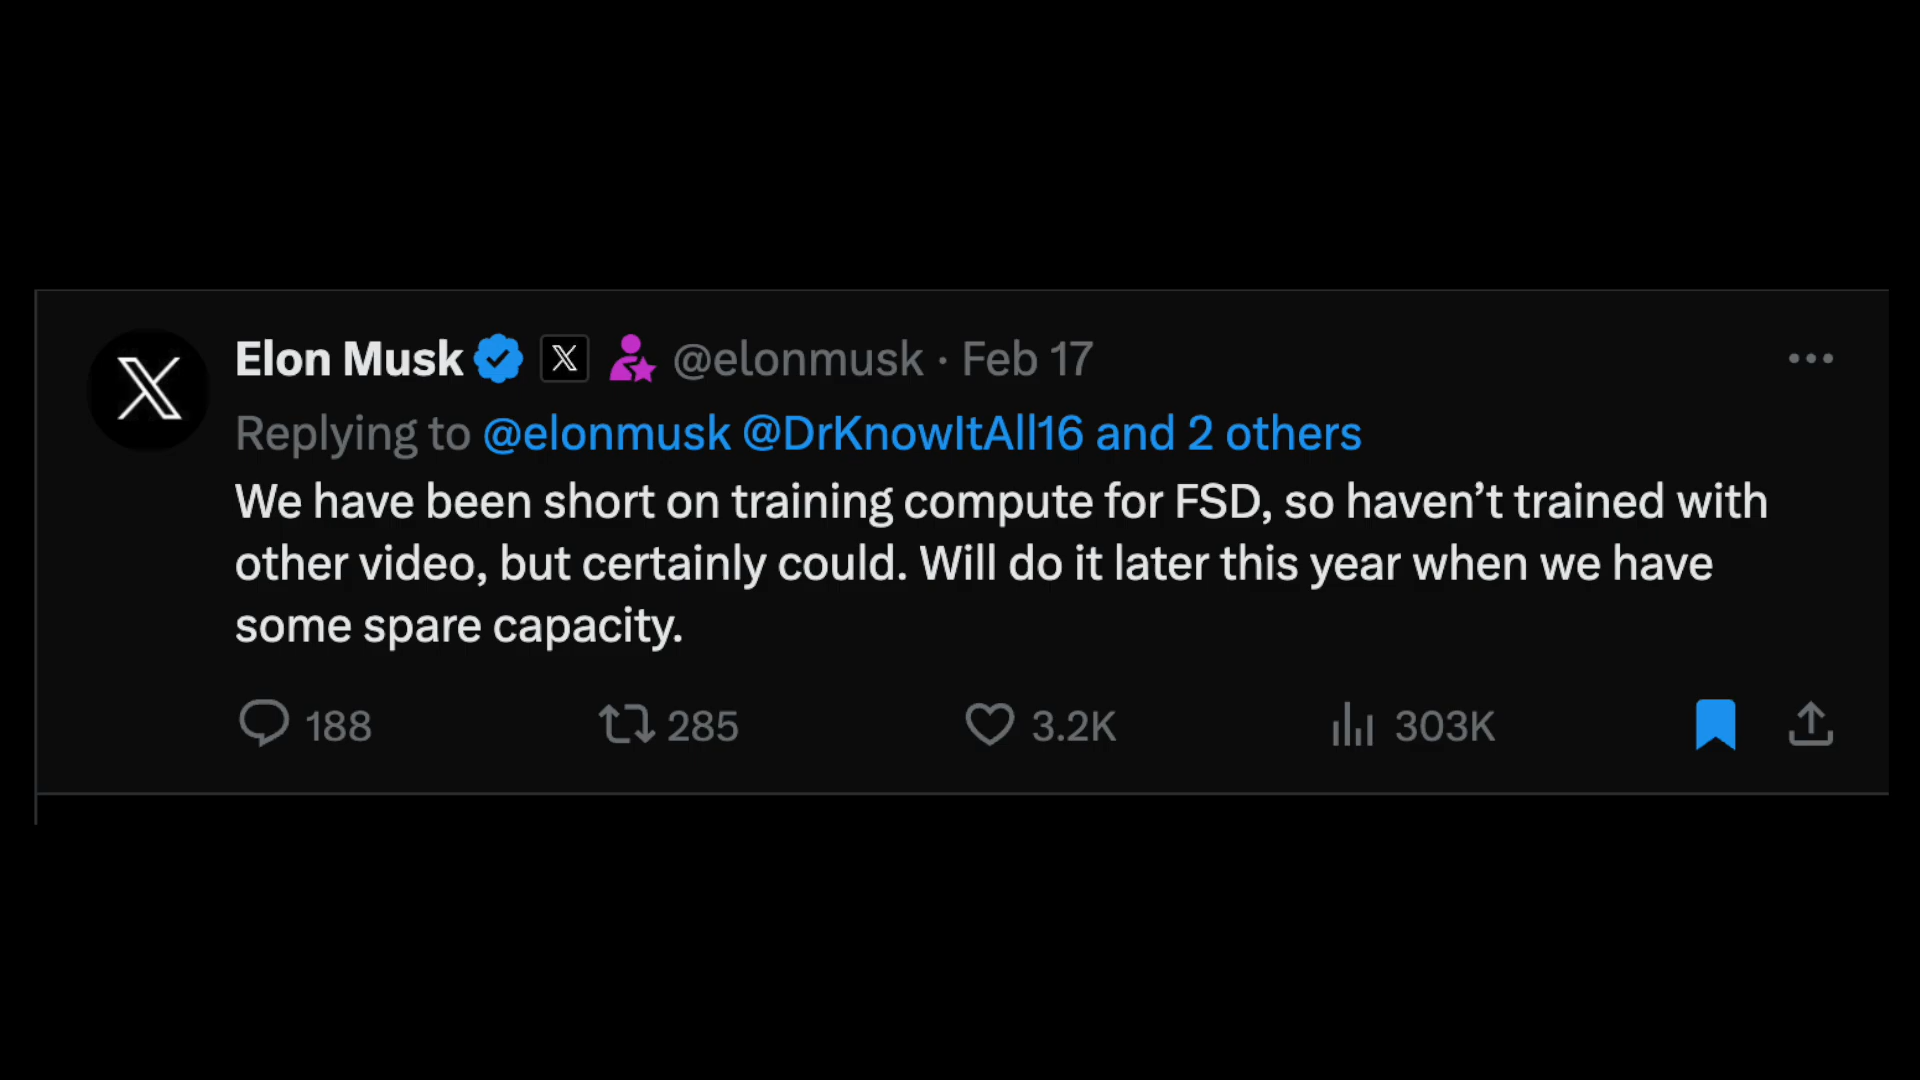 Elon Musk @elonmusk · Feb 17
Replying to @elonmusk @DrKnowItAll16 and 2 others
We have been short on training compute for FSD, so haven’t trained with
other video, but certainly could. Will do it later this year when we have
some spare capacity.
188 285 3.2K 303K